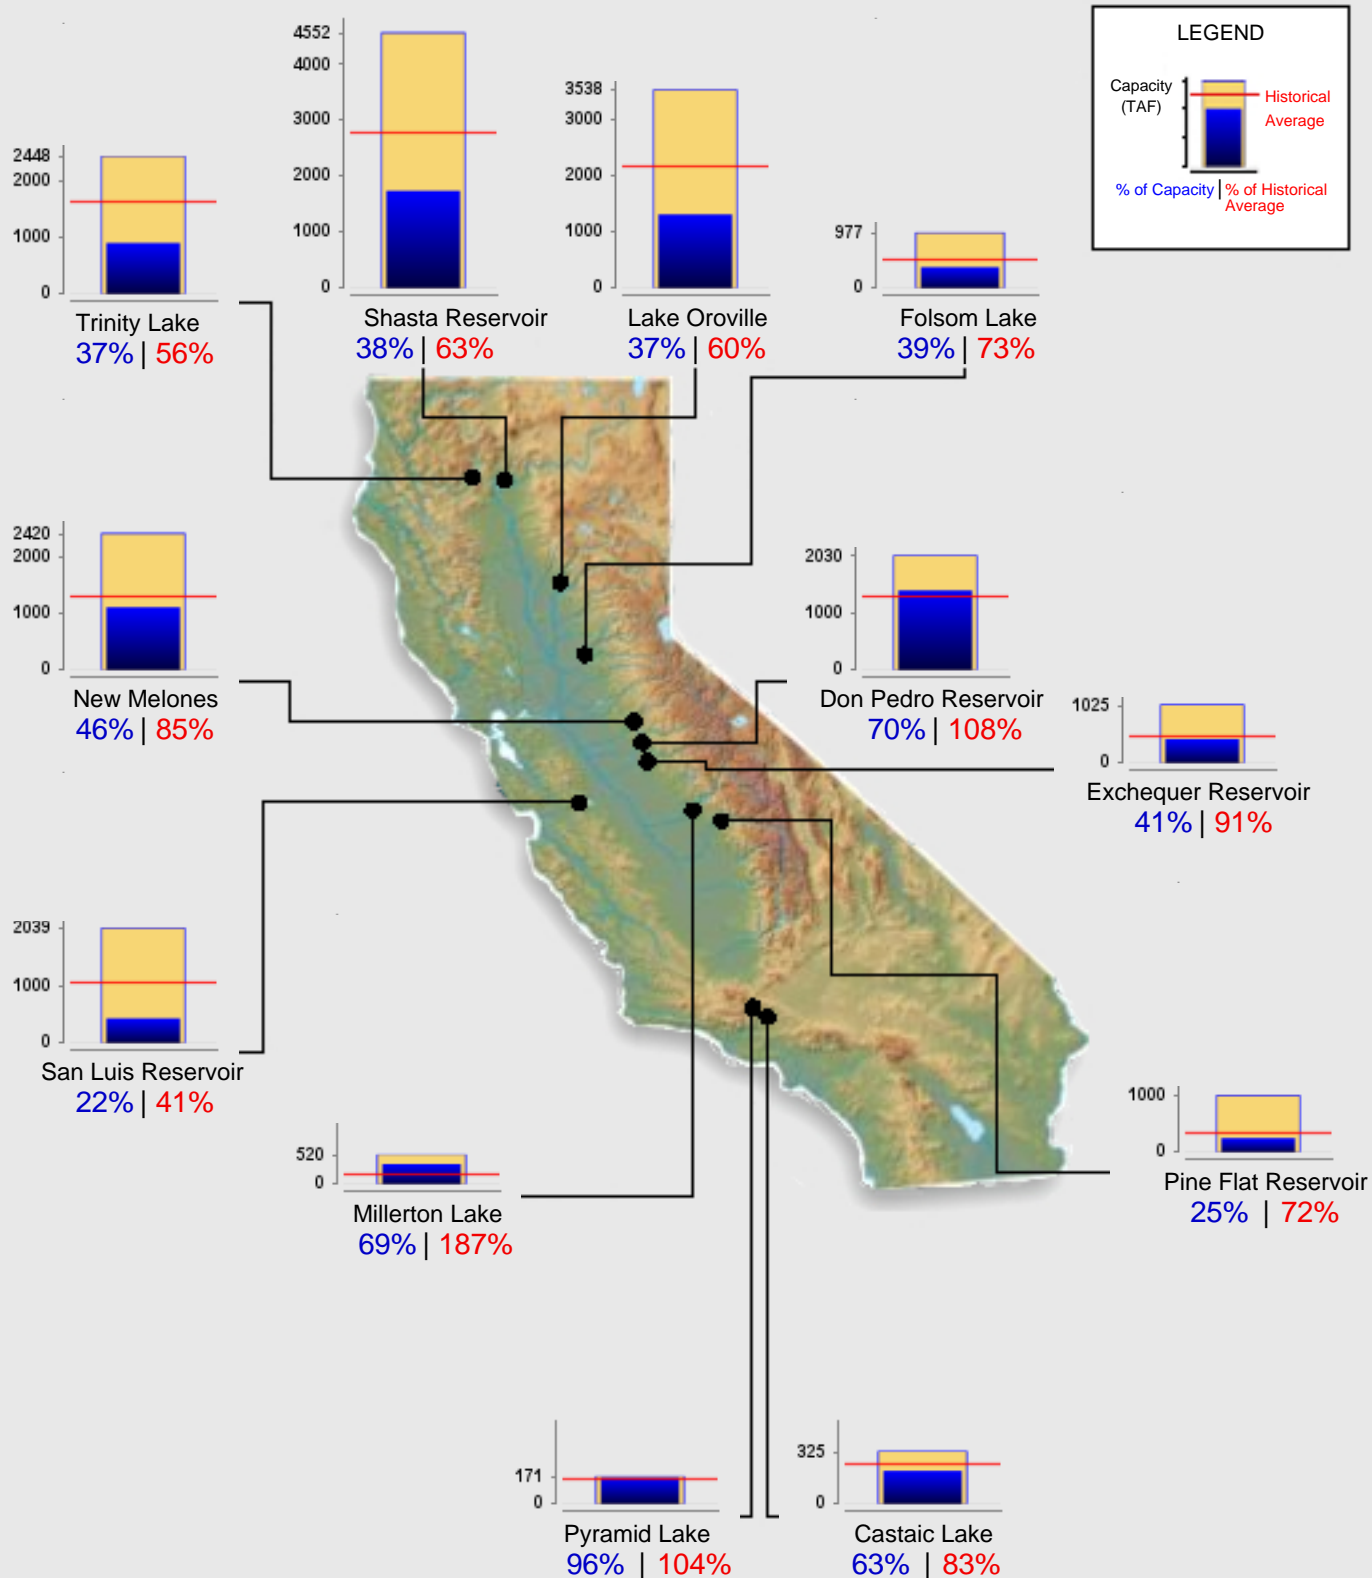 LEGEND
Capacity
(TAF)
Historical
Average
% of Capacity | % of Historical
Average
4552
4000
3000
2000
1000
0
Shasta Reservoir
38% | 63%
3538
3000
2000
1000
0
Lake Oroville
37% | 60%
2448
2000
1000
0
Trinity Lake
37% | 56%
977
0
Folsom Lake
39% | 73%
2420
2000
1000
0
New Melones
46% | 85%
2030
1000
0
Don Pedro Reservoir
70% | 108%
1025
0
Exchequer Reservoir
41% | 91%
2039
1000
0
San Luis Reservoir
22% | 41%
520
0
Millerton Lake
69% | 187%
1000
0
Pine Flat Reservoir
25% | 72%
171
0
Pyramid Lake
96% | 104%
325
0
Castaic Lake
63% | 83%